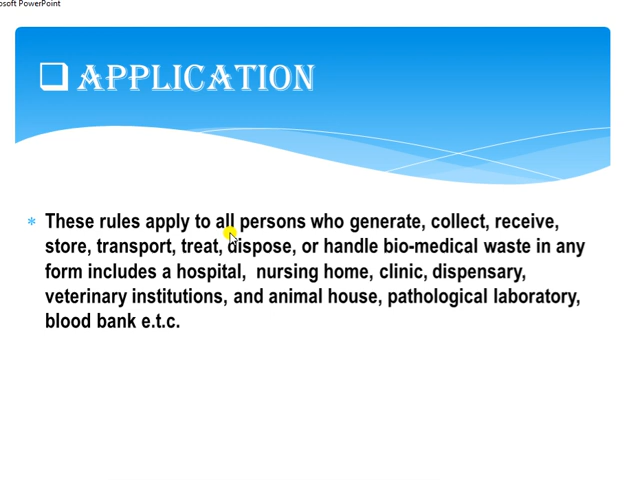 osoft PowerPoint
❑ APPLICATION
* These rules apply to all persons who generate, collect, receive,
store, transport, treat, dispose, or handle bio-medical waste in any
form includes a hospital, nursing home, clinic, dispensary,
veterinary institutions, and animal house, pathological laboratory,
blood bank e.t.c.